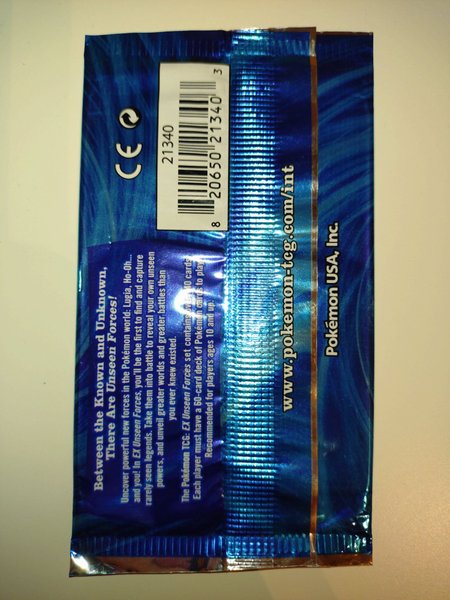 Between the Known and Unknown,
There Are Unseen Forces!
Uncover powerful new forces in the Pokémon world: Lugia, Ho-Oh...
and you! In EX Unseen Forces, you'll be the first to find and capture
rarely seen legends. Take them into battle to reveal your own unseen
powers, and unveil greater worlds and greater battles than
you ever knew existed.
The Pokémon TCG: EX Unseen Forces set contains over 100 cards.
Each player must have a 60-card deck of Pokémon cards to play.
Recommended for players ages 10 and up.
CE
21340
8 20650 21340 3
www.pokemon-tcg.com/int
Pokémon USA, Inc.